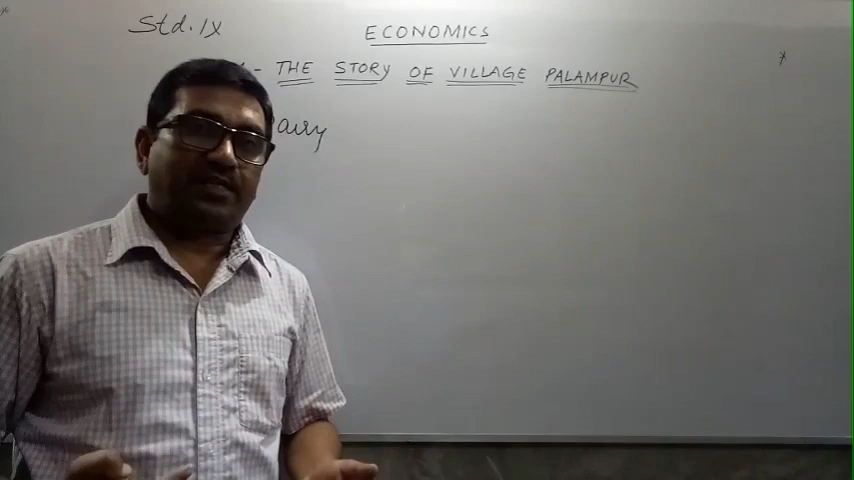 Std. IX
ECONOMICS
- THE STORY OF VILLAGE PALAMPUR